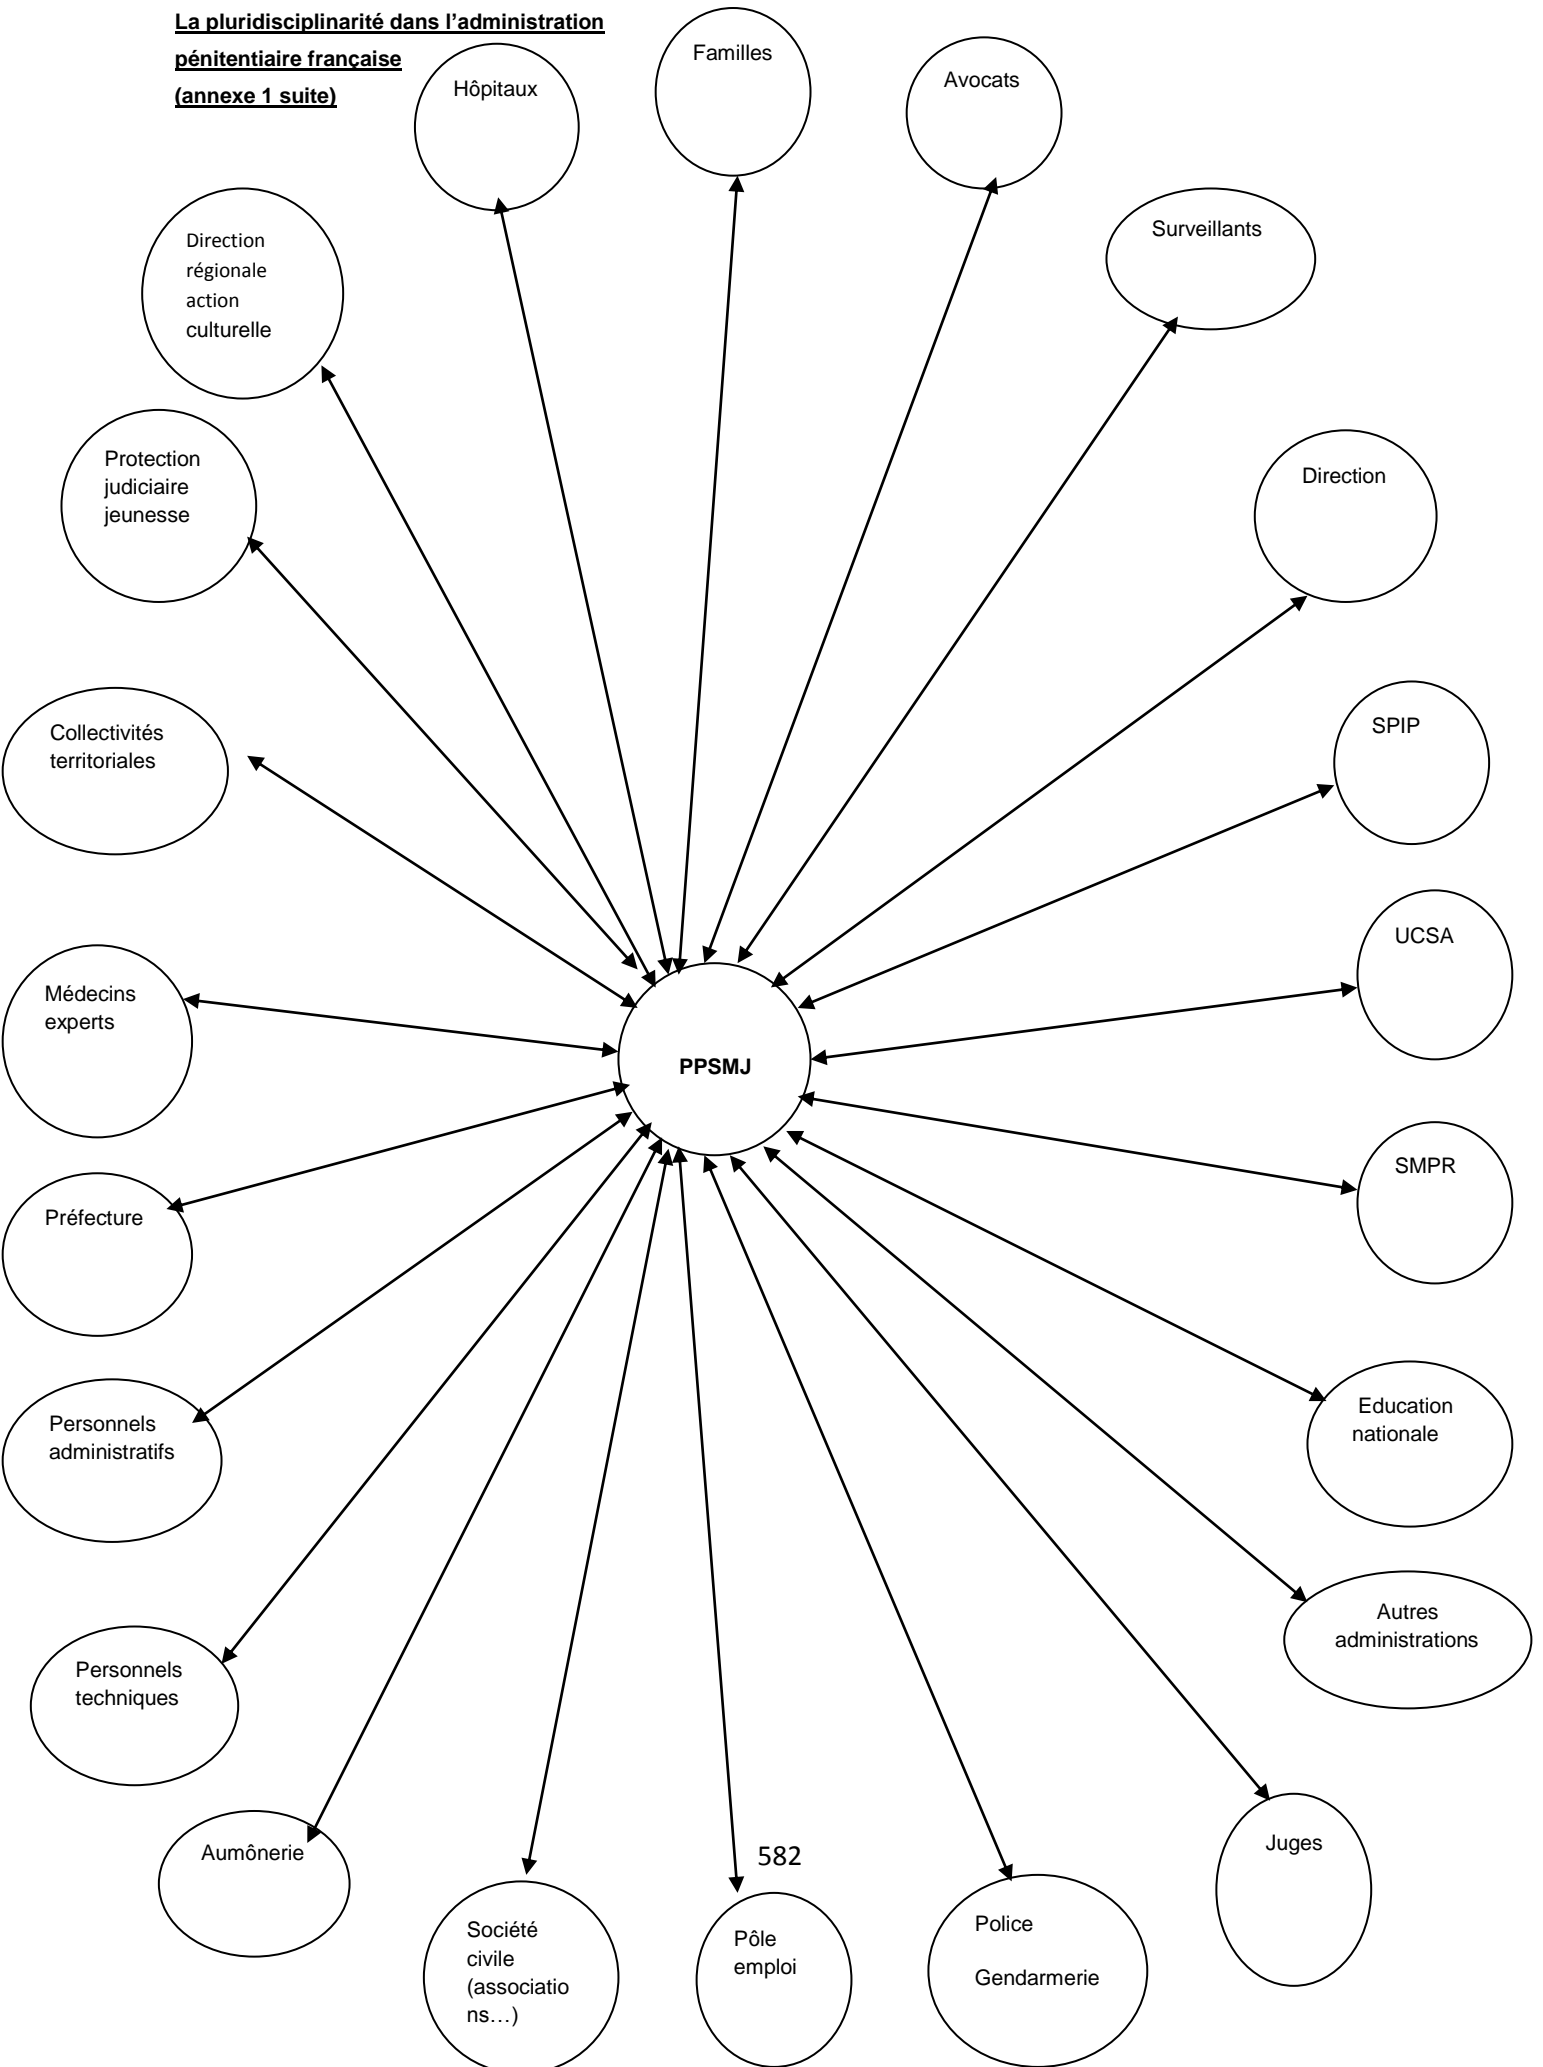 La pluridisciplinarité dans l’administration
pénitentiaire française
(annexe 1 suite)
Familles
Hôpitaux
Avocats
Surveillants
Direction
régionale
action
culturelle
Protection
judiciaire
jeunesse
Direction
Collectivités
territoriales
SPIP
UCSA
Médecins
experts
PPSMJ
SMPR
Préfecture
Personnels
administratifs
Education
nationale
Autres
administrations
Personnels
techniques
Aumônerie
Juges
582
Société
civile
(associatio
ns…)
Pôle
emploi
Police
Gendarmerie